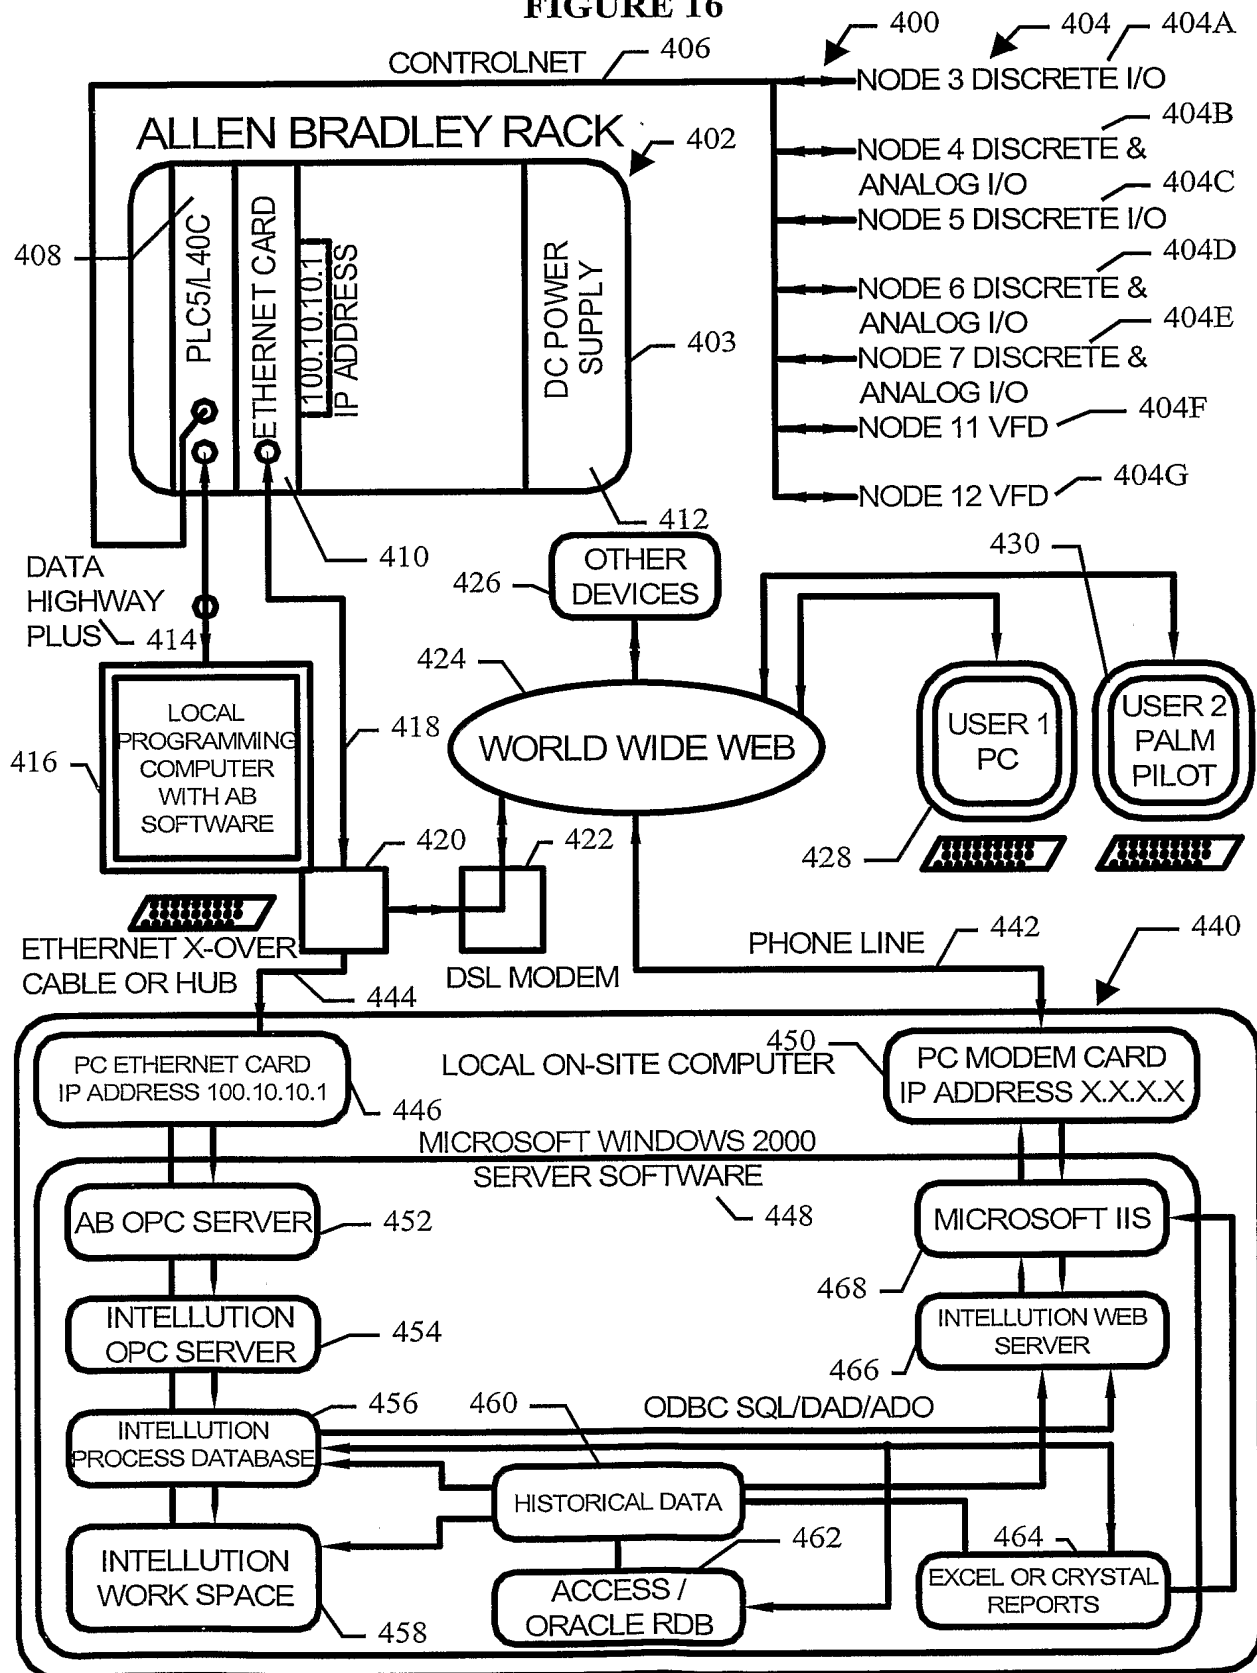 FIGURE 16
CONTROLNET
406
400
404
404A
NODE 3 DISCRETE I/O
ALLEN BRADLEY RACK
402
404B
NODE 4 DISCRETE &
ANALOG I/O
404C
NODE 5 DISCRETE I/O
404D
NODE 6 DISCRETE &
ANALOG I/O
404E
NODE 7 DISCRETE &
ANALOG I/O
404F
NODE 11 VFD
404G
NODE 12 VFD
408
PLC5/L40C
ETHERNET CARD
100.10.10.1
IP ADDRESS
DC POWER
SUPPLY
403
412
410
DATA
HIGHWAY
PLUS
414
OTHER
DEVICES
426
430
424
WORLD WIDE WEB
USER 1
PC
USER 2
PALM
PILOT
428
416
LOCAL
PROGRAMMING
COMPUTER
WITH AB
SOFTWARE
418
420
422
ETHERNET X-OVER
CABLE OR HUB
444
DSL MODEM
PHONE LINE
442
440
PC ETHERNET CARD
IP ADDRESS 100.10.10.1
446
LOCAL ON-SITE COMPUTER
450
PC MODEM CARD
IP ADDRESS X.X.X.X
MICROSOFT WINDOWS 2000
SERVER SOFTWARE
448
AB OPC SERVER
452
MICROSOFT IIS
468
INTELLUTION
OPC SERVER
454
INTELLUTION WEB
SERVER
466
INTELLUTION
PROCESS DATABASE
456
460
ODBC SQL/DAD/ADO
HISTORICAL DATA
462
464
INTELLUTION
WORK SPACE
458
ACCESS /
ORACLE RDB
EXCEL OR CRYSTAL
REPORTS